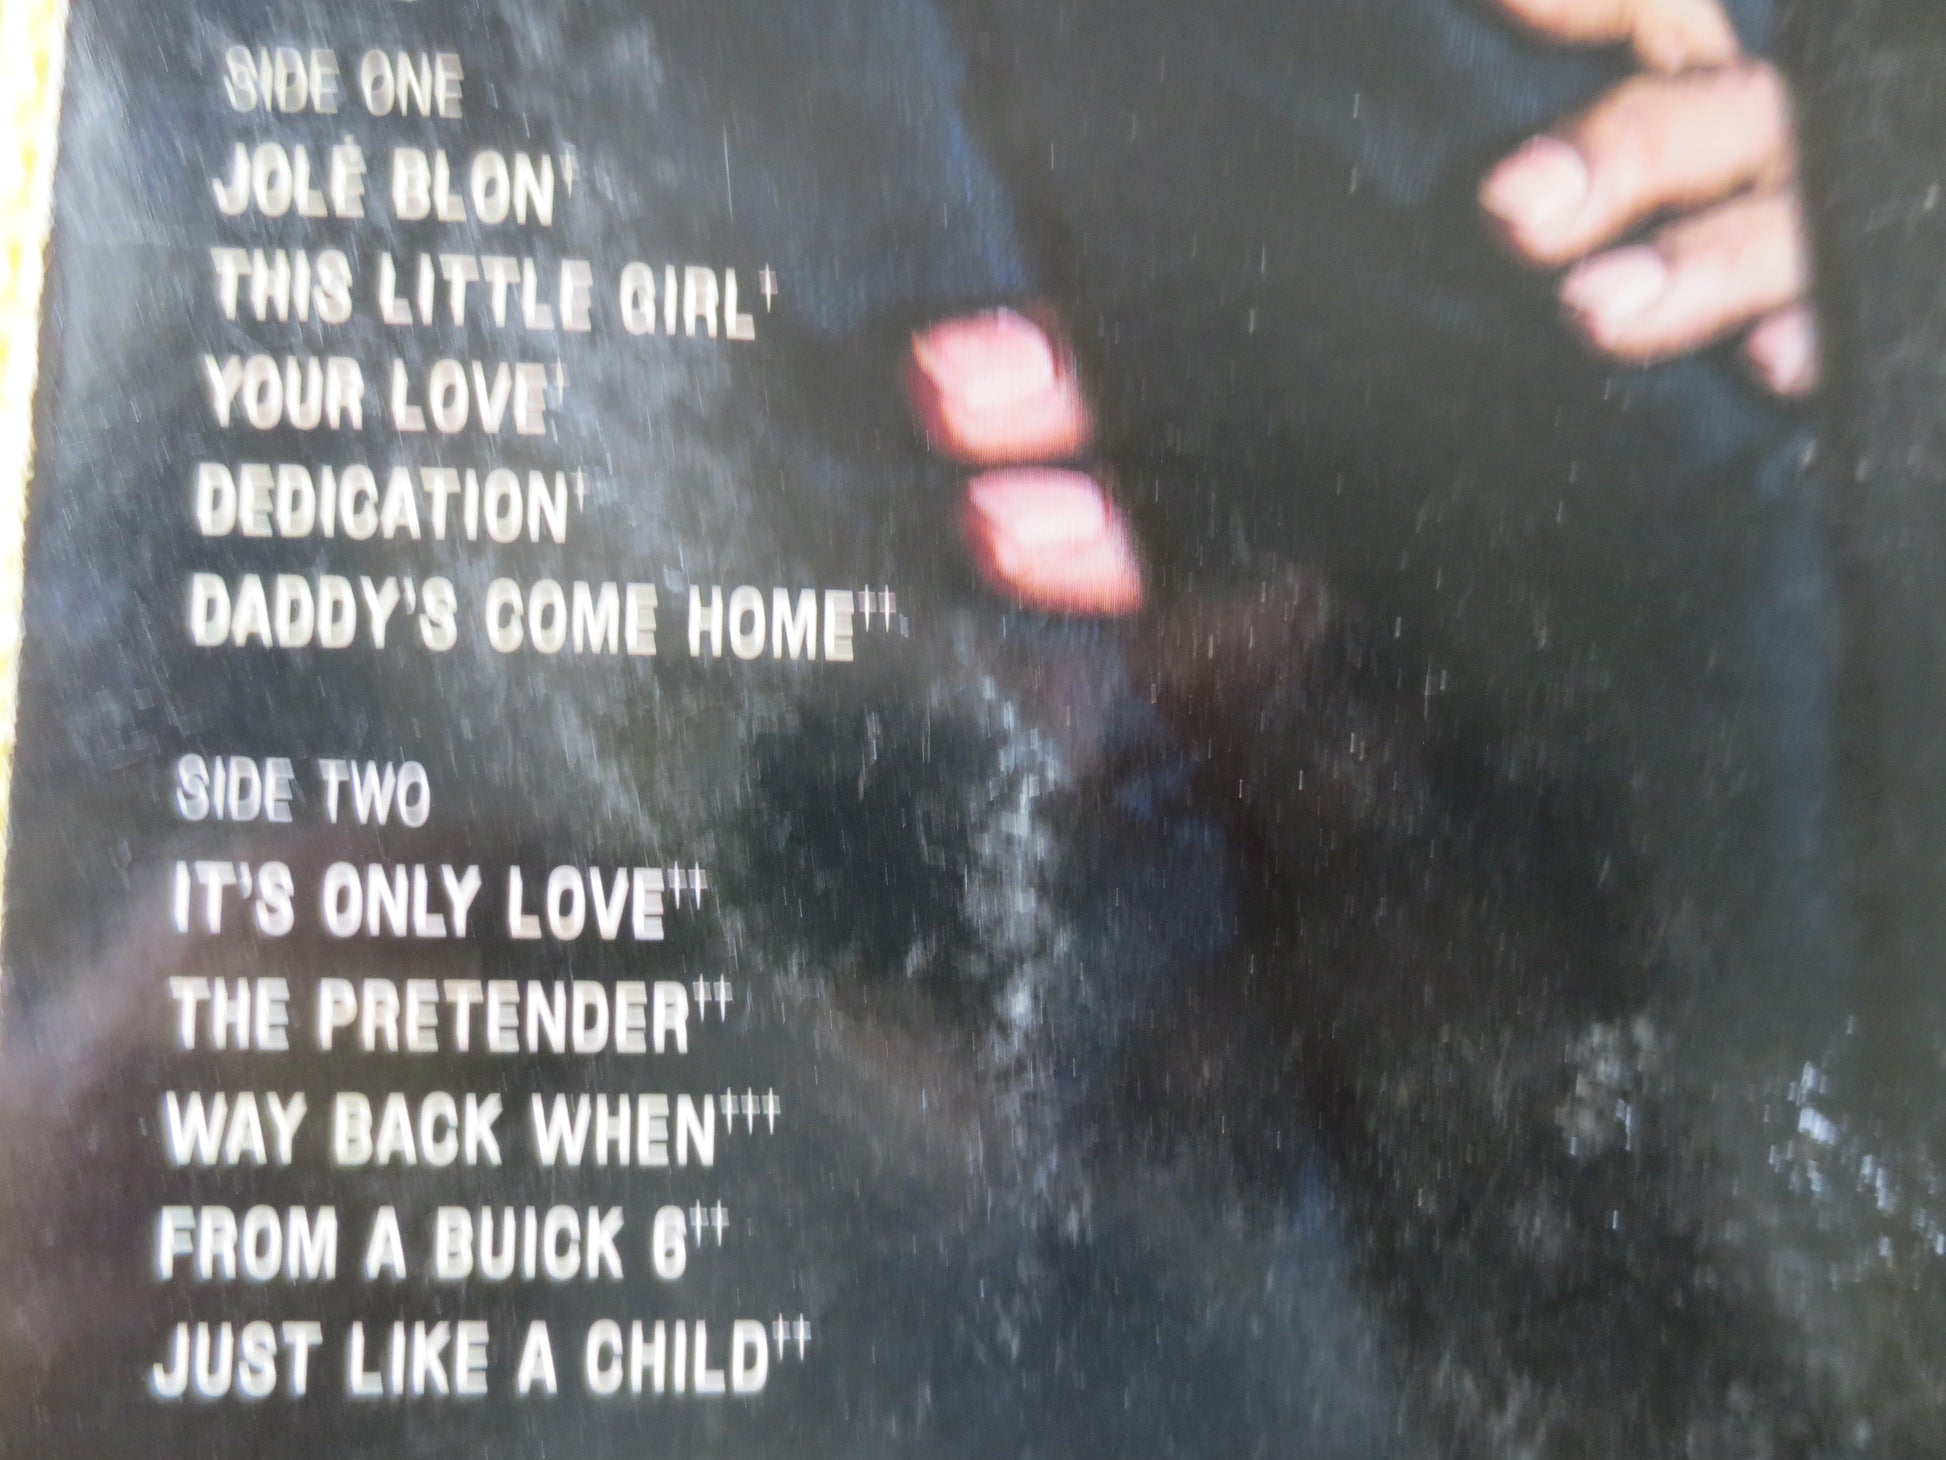 SIDE ONE
JOLÉ BLON†
THIS LITTLE GIRL†
YOUR LOVE†
DEDICATION†
DADDY'S COME HOME††
SIDE TWO
IT'S ONLY LOVE††
THE PRETENDER††
WAY BACK WHEN†††
FROM A BUICK 6††
JUST LIKE A CHILD††